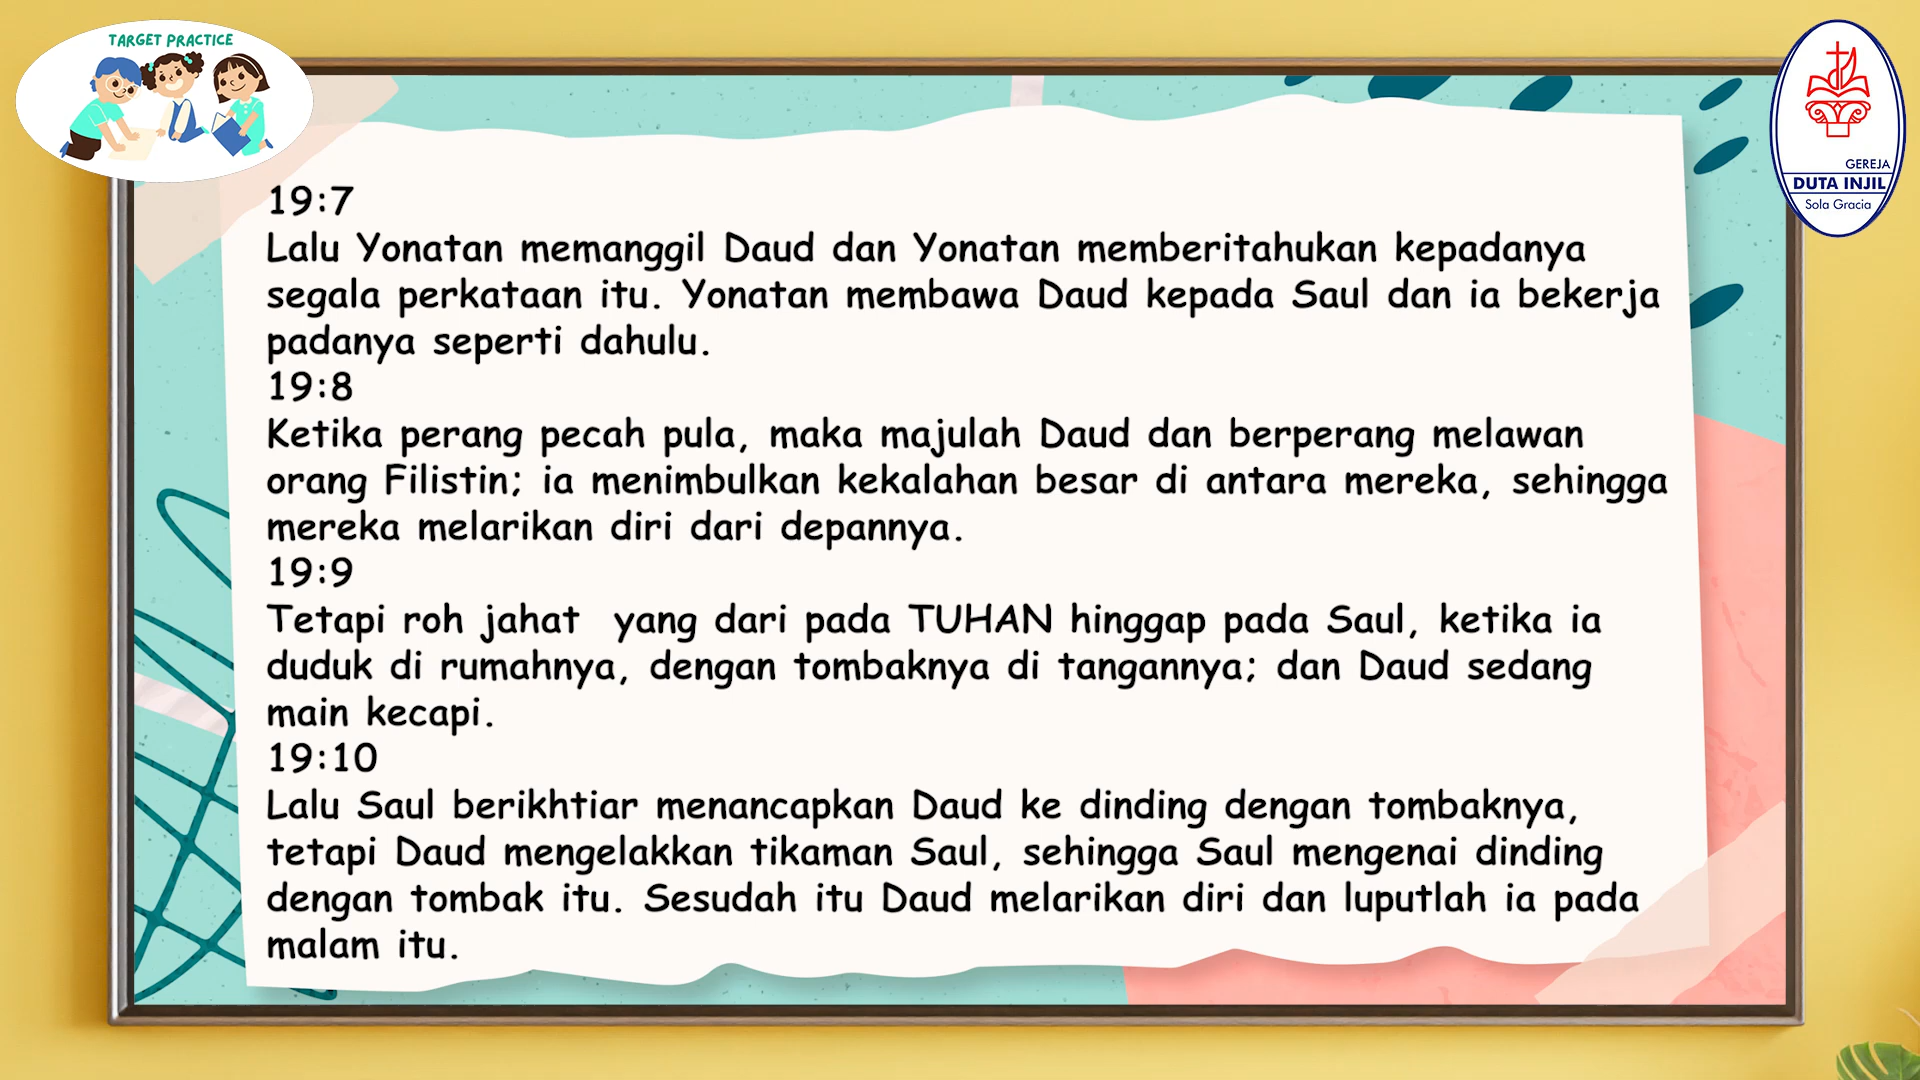 TARGET PRACTICE
GEREJA
DUTA INJIL
Sola Gracia
19:7
Lalu Yonatan memanggil Daud dan Yonatan memberitahukan kepadanya
segala perkataan itu. Yonatan membawa Daud kepada Saul dan ia bekerja
padanya seperti dahulu.
19:8
Ketika perang pecah pula, maka majulah Daud dan berperang melawan
orang Filistin; ia menimbulkan kekalahan besar di antara mereka, sehingga
mereka melarikan diri dari depannya.
19:9
Tetapi roh jahat  yang dari pada TUHAN hinggap pada Saul, ketika ia
duduk di rumahnya, dengan tombaknya di tangannya; dan Daud sedang
main kecapi.
19:10
Lalu Saul berikhtiar menancapkan Daud ke dinding dengan tombaknya,
tetapi Daud mengelakkan tikaman Saul, sehingga Saul mengenai dinding
dengan tombak itu. Sesudah itu Daud melarikan diri dan luputlah ia pada
malam itu.